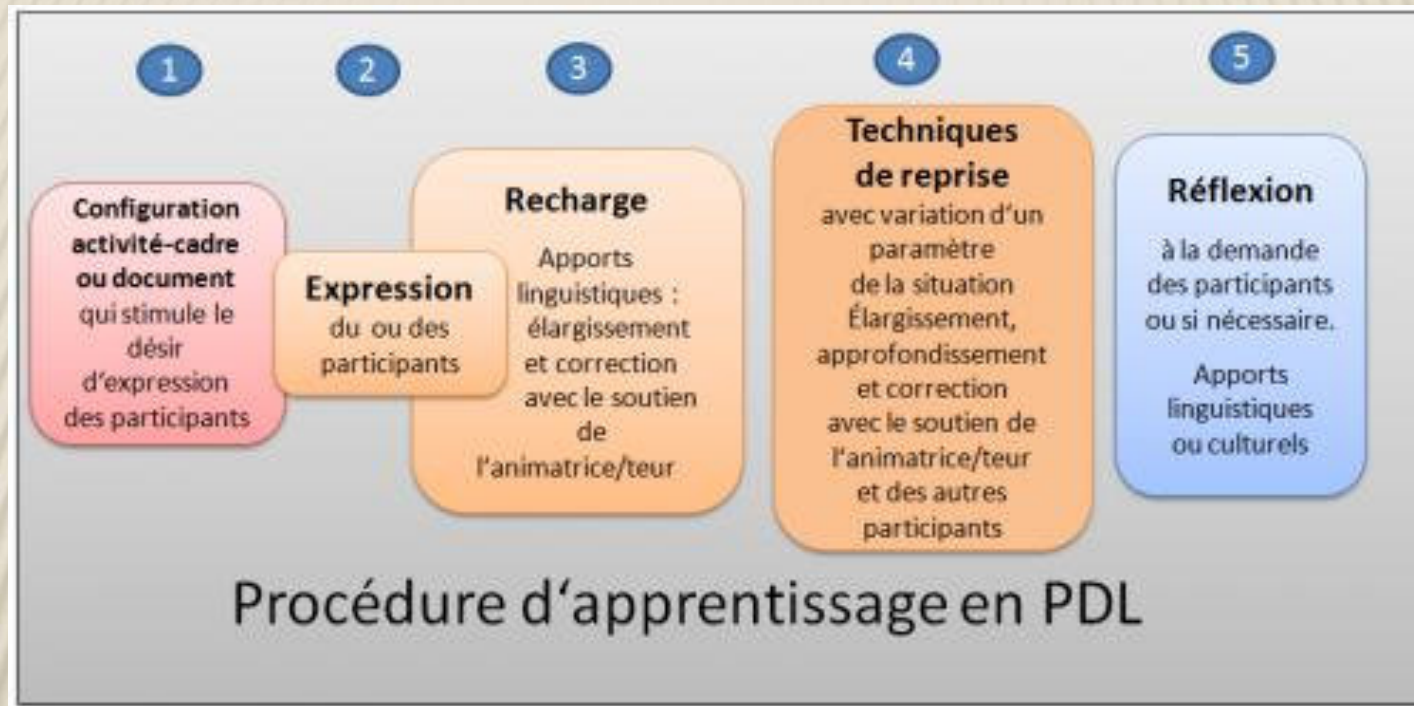 1
2
3
4
5
Configuration
activité-cadre
ou document
qui stimule le
désir
d'expression
des participants
Expression
du ou des
participants
Recharge
Apports
linguistiques :
élargissement
et correction
avec le soutien
de
l'animatrice/teur
Techniques
de reprise
avec variation d'un
paramètre
de la situation
Élargissement,
approfondissement
et correction
avec le soutien de
l'animatrice/teur
et des autres
participants
Réflexion
à la demande
des participants
ou si nécessaire.
Apports
linguistiques
ou culturels
Procédure d'apprentissage en PDL